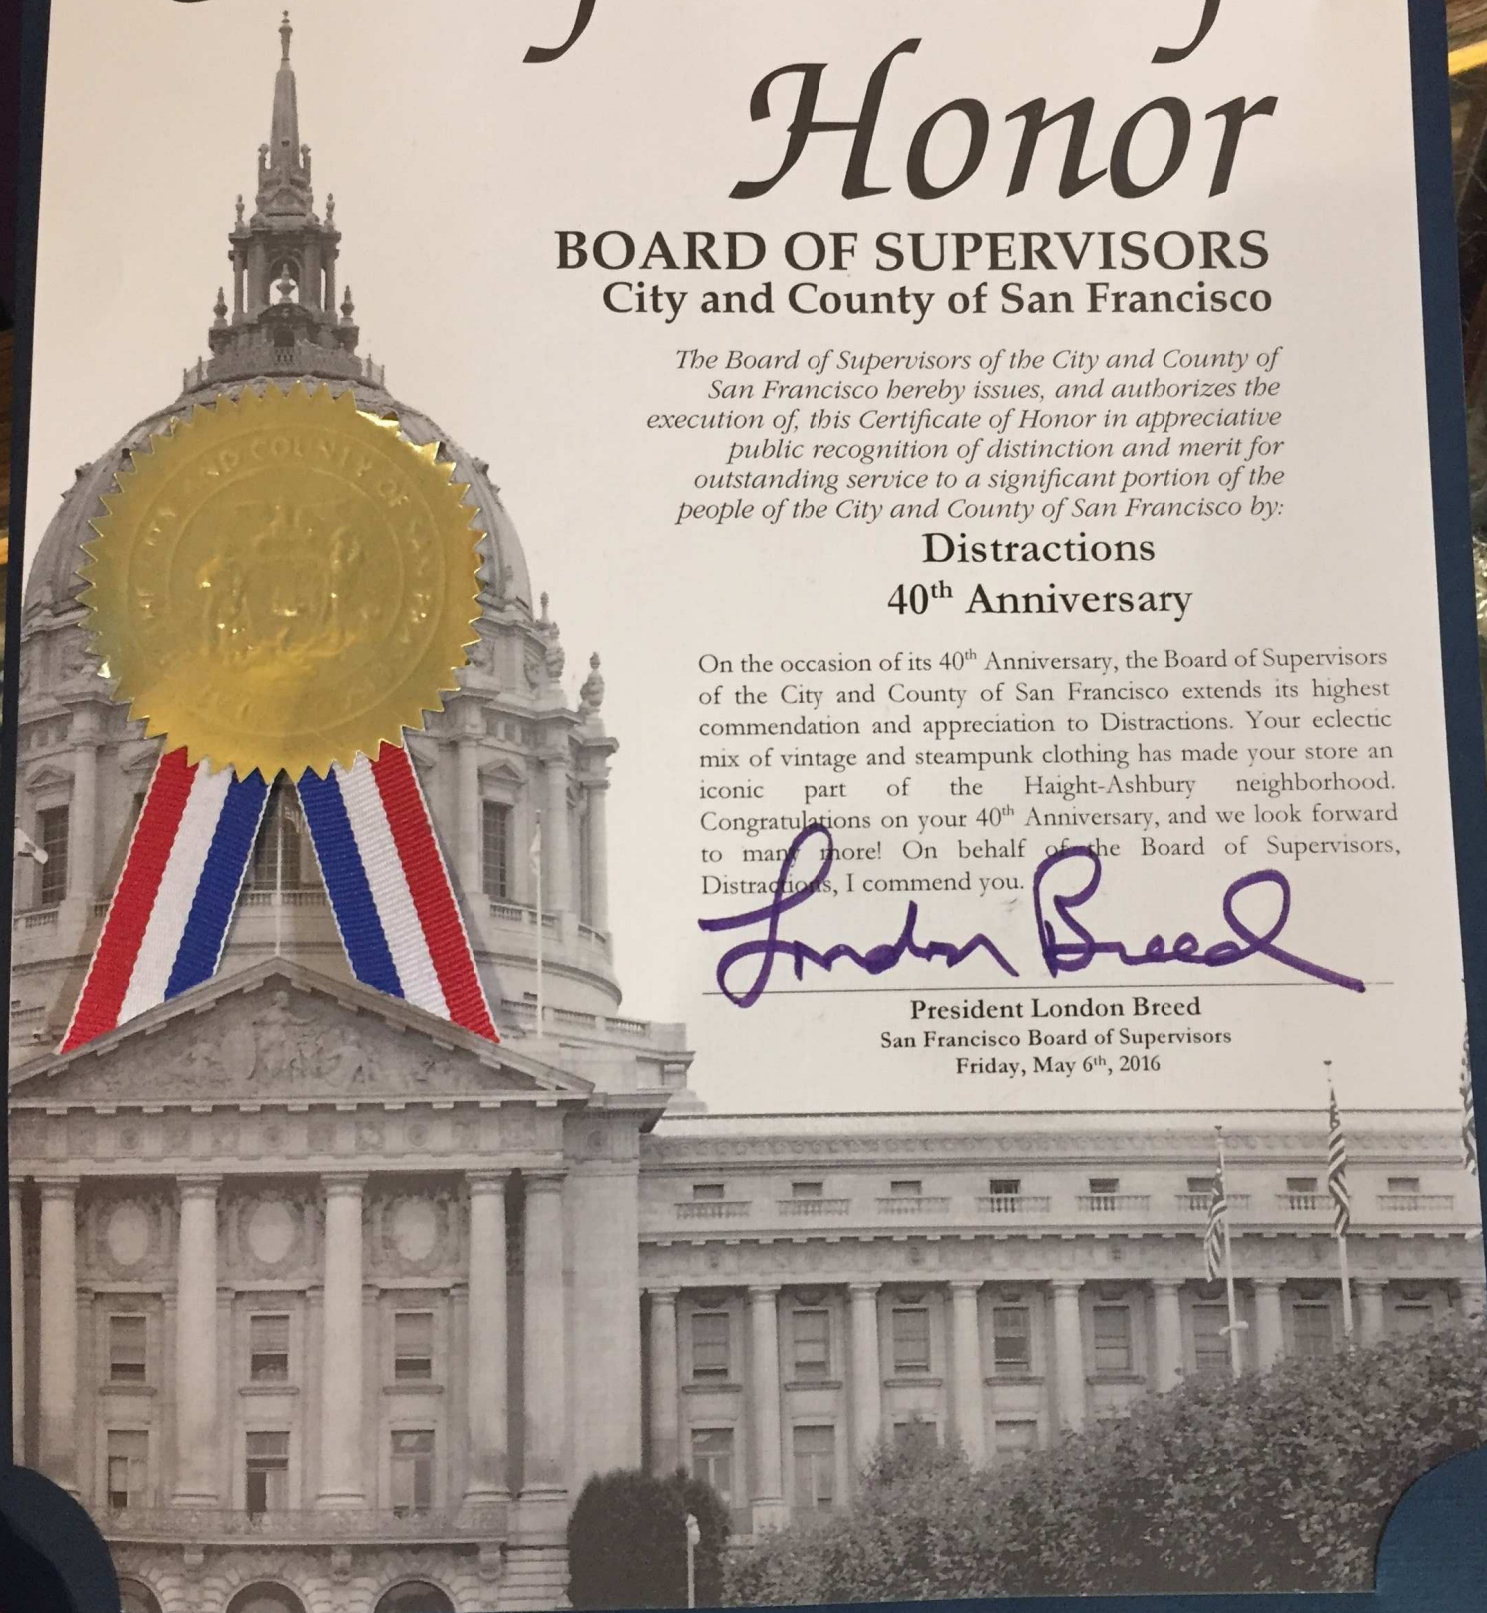 Honor
BOARD OF SUPERVISORS
City and County of San Francisco
The Board of Supervisors of the City and County of
San Francisco hereby issues, and authorizes the
execution of, this Certificate of Honor in appreciative
public recognition of distinction and merit for
outstanding service to a significant portion of the
people of the City and County of San Francisco by:
Distractions
40th Anniversary
On the occasion of its 40th Anniversary, the Board of Supervisors
of the City and County of San Francisco extends its highest
commendation and appreciation to Distractions. Your eclectic
mix of vintage and steampunk clothing has made your store an
iconic part of the Haight-Ashbury neighborhood.
Congratulations on your 40th Anniversary, and we look forward
to many more! On behalf of the Board of Supervisors,
Distractions, I commend you.
London Breed
President London Breed
San Francisco Board of Supervisors
Friday, May 6th, 2016
AND COUNTY OF